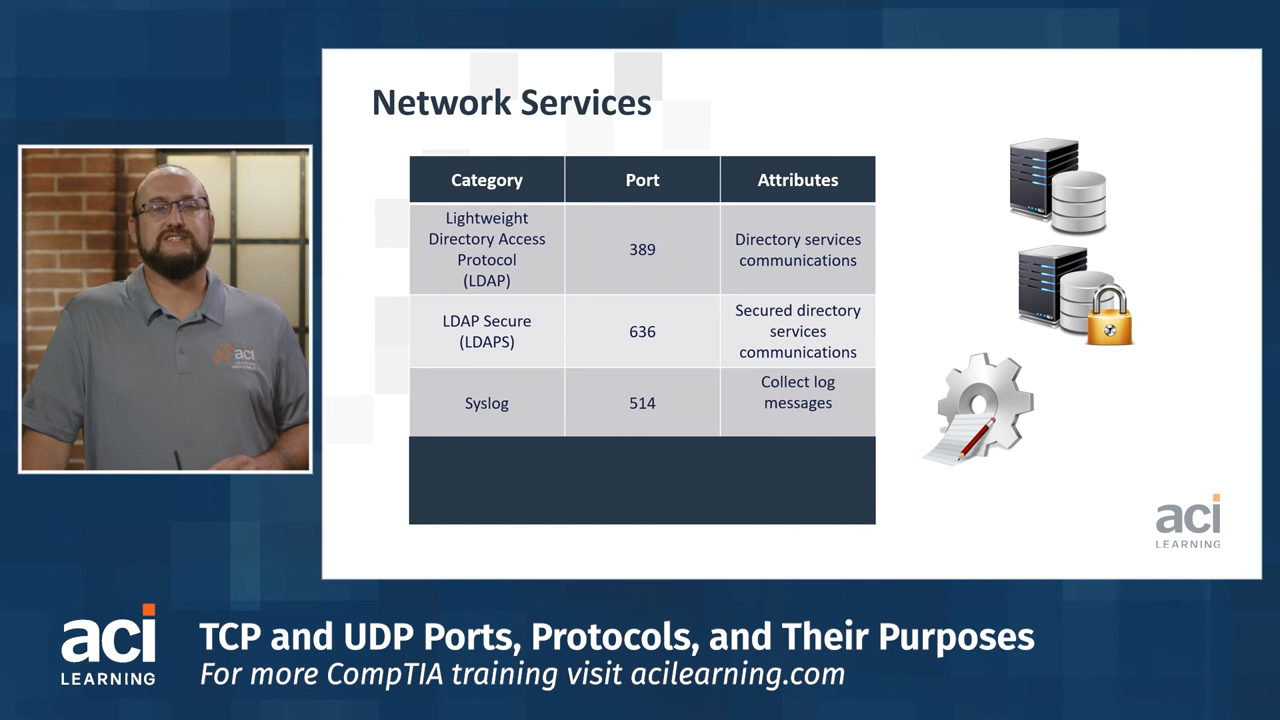 Network Services
Category
Port
Attributes
Lightweight
Directory Access
Protocol
(LDAP)
389
Directory services
communications
LDAP Secure
(LDAPS)
636
Secured directory
services
communications
Syslog
514
Collect log
messages
aci
LEARNING
aci
LEARNING
aci
LEARNING
TCP and UDP Ports, Protocols, and Their Purposes
For more CompTIA training visit acilearning.com